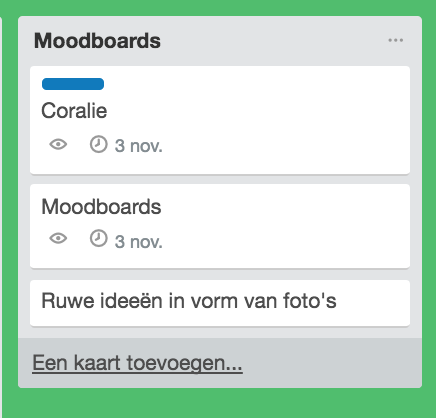 Moodboards
Coralie
3 nov.
Moodboards
3 nov.
Ruwe ideeën in vorm van foto's
Een kaart toevoegen...